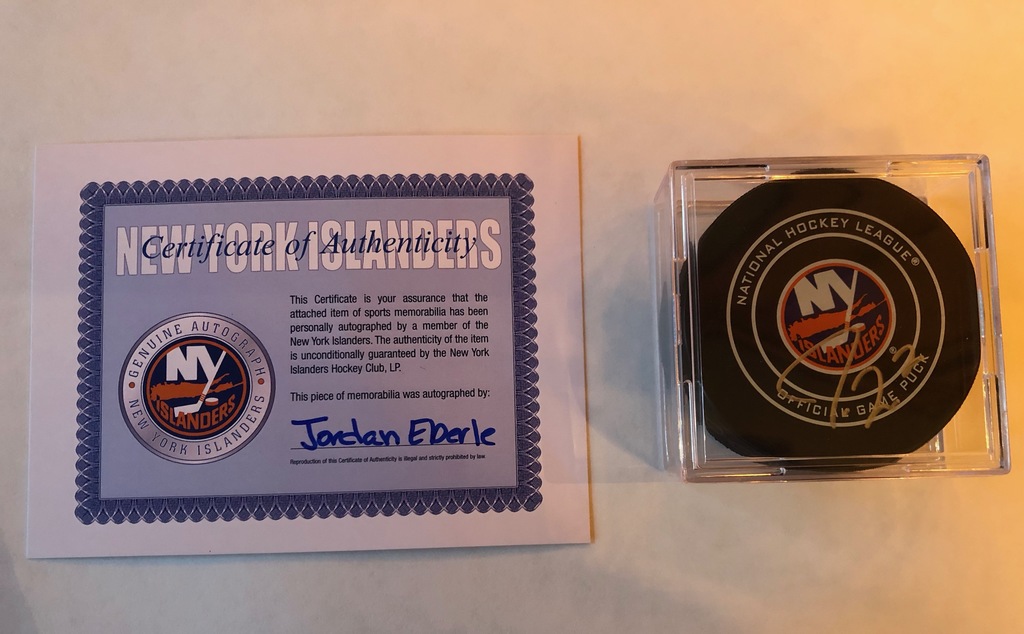 NEW YORK ISLANDERS
Certificate of Authenticity
This Certificate is your assurance that the
attached item of sports memorabilia has been
personally autographed by a member of the
New York Islanders. The authenticity of the item
is unconditionally guaranteed by the New York
Islanders Hockey Club, LP.
This piece of memorabilia was autographed by:
Jordan Eberle
Reproduction of this Certificate of Authenticity is illegal and strictly prohibited by law
GENUINE AUTOGRAPH
NY
ISLANDERS
NEW YORK ISLANDERS
NATIONAL HOCKEY LEAGUE®
NY
ISLANDERS
®
OFFICIAL GAME PUCK